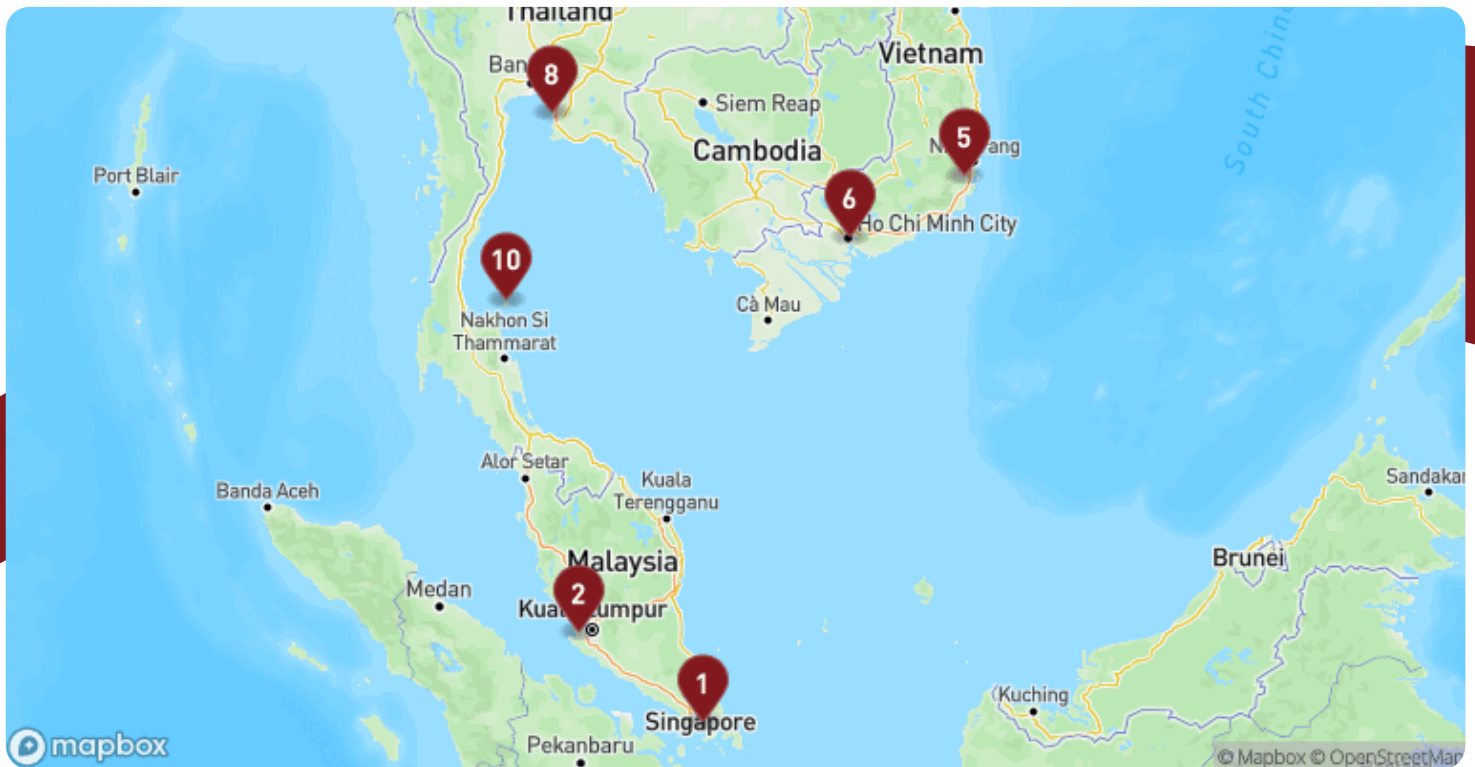 Thailand
Ban
8
Vietnam
Siem Reap
South China
Cambodia
5
N
ang
Port Blair
6
Ho Chi Minh City
10
Cà Mau
Nakhon Si
Thammarat
Alor Setar
Kuala
Terengganu
Sandakan
Banda Aceh
Brunei
Malaysia
2
Medan
Kuala Lumpur
1
Kuching
Singapore
Pekanbaru
mapbox
© Mapbox © OpenStreetMap